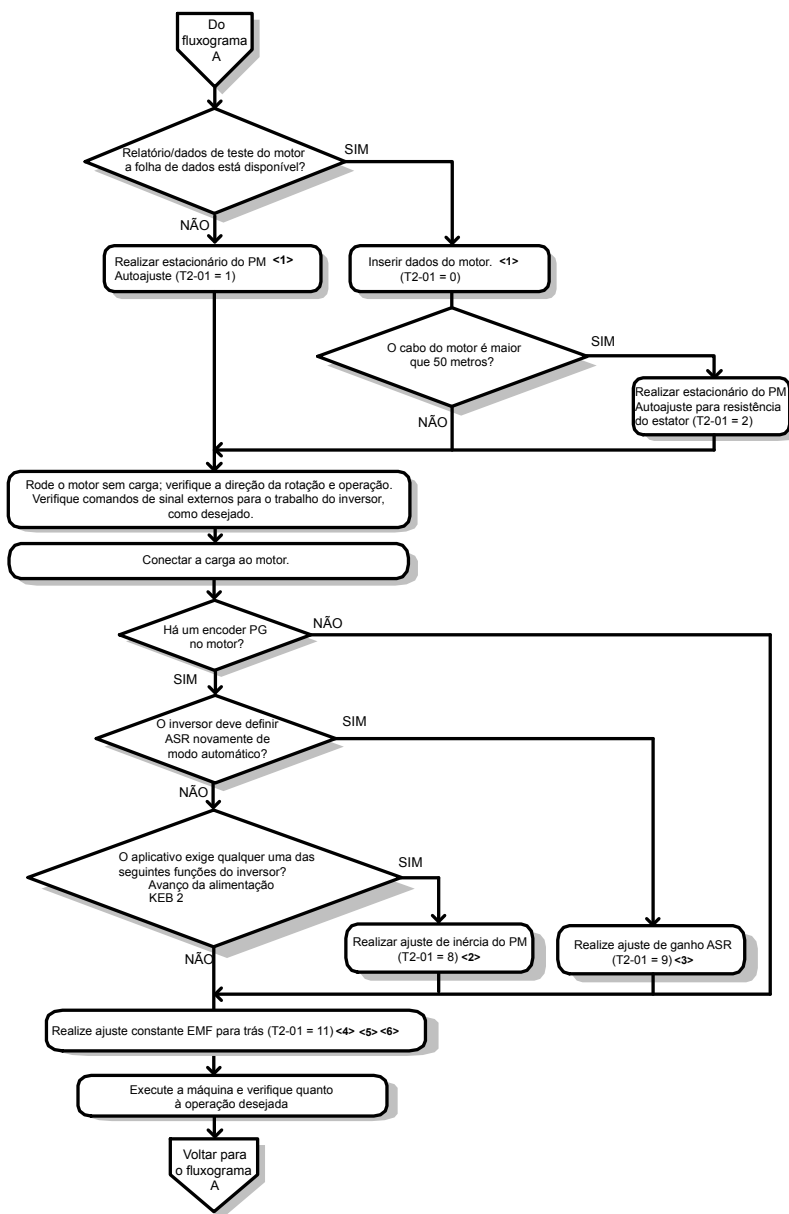 Do
fluxograma
A
Relatório/dados de teste do motor
a folha de dados está disponível?
SIM
NÃO
Realizar estacionário do PM <1>
Autoajuste (T2-01 = 1)
Inserir dados do motor. <1>
(T2-01 = 0)
O cabo do motor é maior
que 50 metros?
SIM
NÃO
Realizar estacionário do PM
Autoajuste para resistência
do estator (T2-01 = 2)
Rode o motor sem carga; verifique a direção da rotação e operação.
Verifique comandos de sinal externos para o trabalho do inversor,
como desejado.
Conectar a carga ao motor.
Há um encoder PG
no motor?
NÃO
SIM
O inversor deve definir
ASR novamente de
modo automático?
SIM
NÃO
O aplicativo exige qualquer uma das
seguintes funções do inversor?
Avanço da alimentação
KEB 2
SIM
NÃO
Realizar ajuste de inércia do PM
(T2-01 = 8) <2>
Realize ajuste de ganho ASR
(T2-01 = 9) <3>
Realize ajuste constante EMF para trás (T2-01 = 11) <4> <5> <6>
Execute a máquina e verifique quanto
à operação desejada
Voltar para
o fluxograma
A